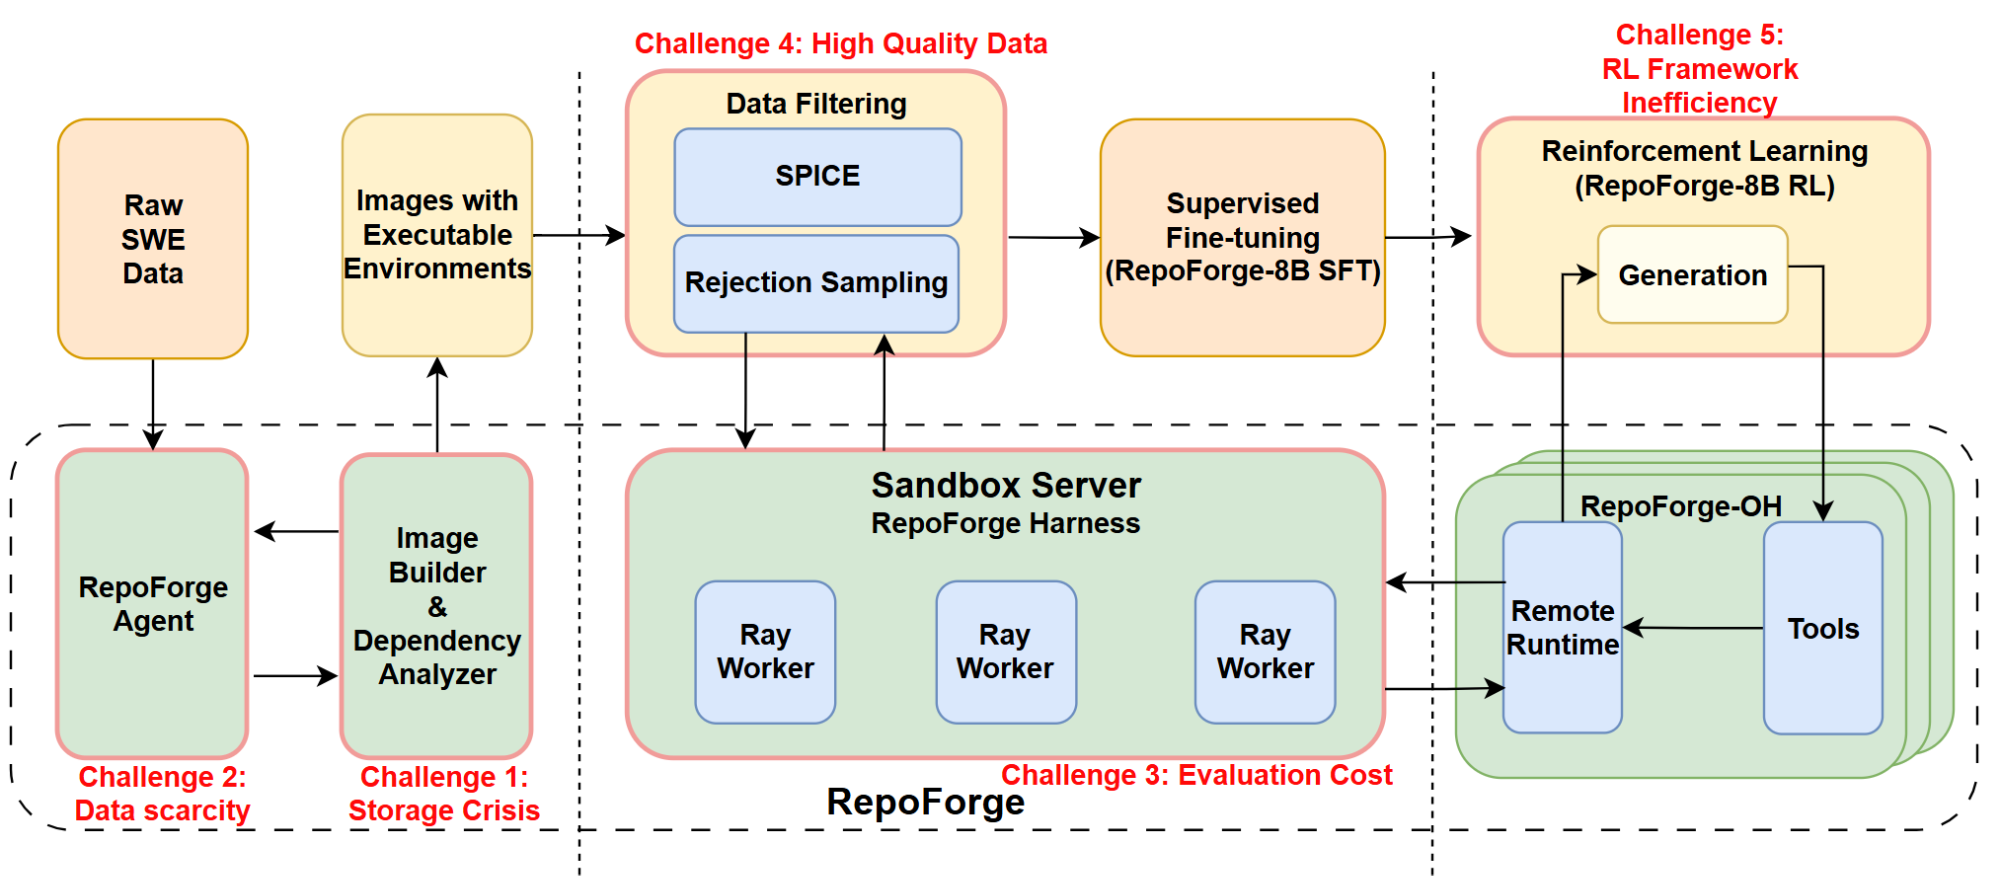 Challenge 4: High Quality Data
Challenge 5:
RL Framework
Inefficiency
Raw
SWE
Data
Images with
Executable
Environments
Data Filtering
SPICE
Rejection Sampling
Supervised
Fine-tuning
(RepoForge-8B SFT)
Reinforcement Learning
(RepoForge-8B RL)
Generation
RepoForge
Agent
Image
Builder
&
Dependency
Analyzer
Sandbox Server
RepoForge Harness
Ray
Worker
Ray
Worker
Ray
Worker
RepoForge-OH
Remote
Runtime
Tools
Challenge 2:
Data scarcity
Challenge 1:
Storage Crisis
Challenge 3: Evaluation Cost
RepoForge